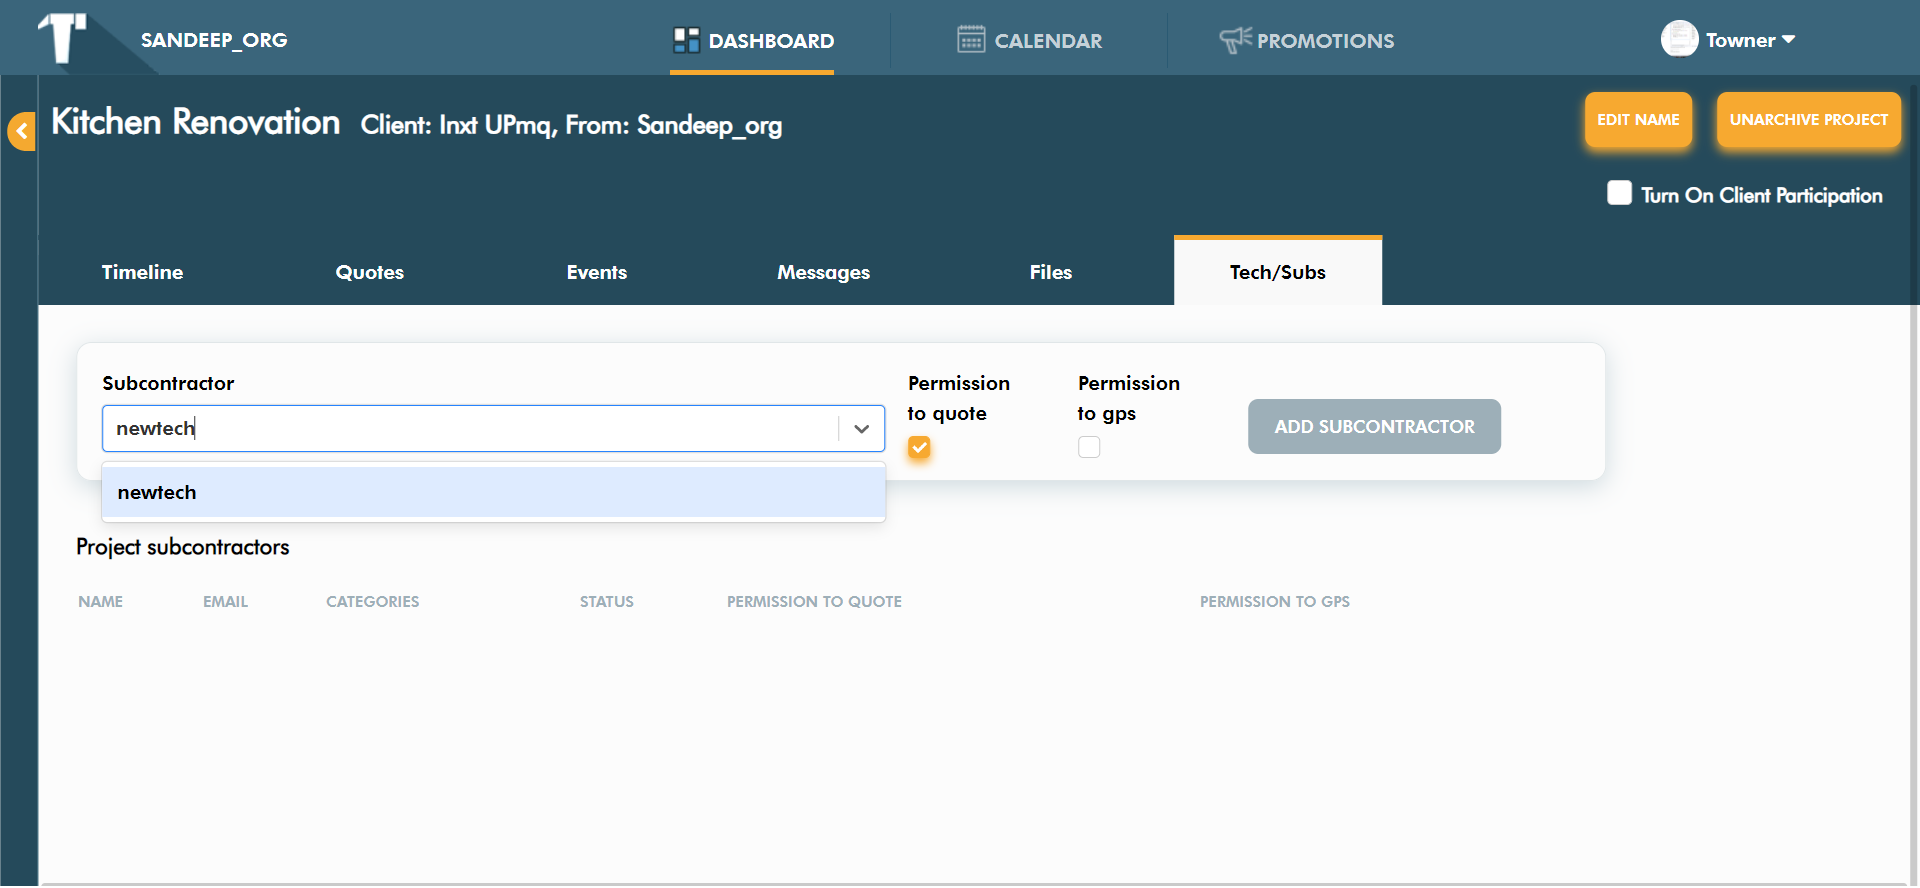 SANDEEP_ORG
DASHBOARD
CALENDAR
PROMOTIONS
Towner
Kitchen Renovation Client: Inxt UPmq, From: Sandeep_org
EDIT NAME
UNARCHIVE PROJECT
Turn On Client Participation
Timeline
Quotes
Events
Messages
Files
Tech/Subs
Subcontractor
newtech
newtech
Permission
to quote
Permission
to gps
ADD SUBCONTRACTOR
Project subcontractors
NAME
EMAIL
CATEGORIES
STATUS
PERMISSION TO QUOTE
PERMISSION TO GPS